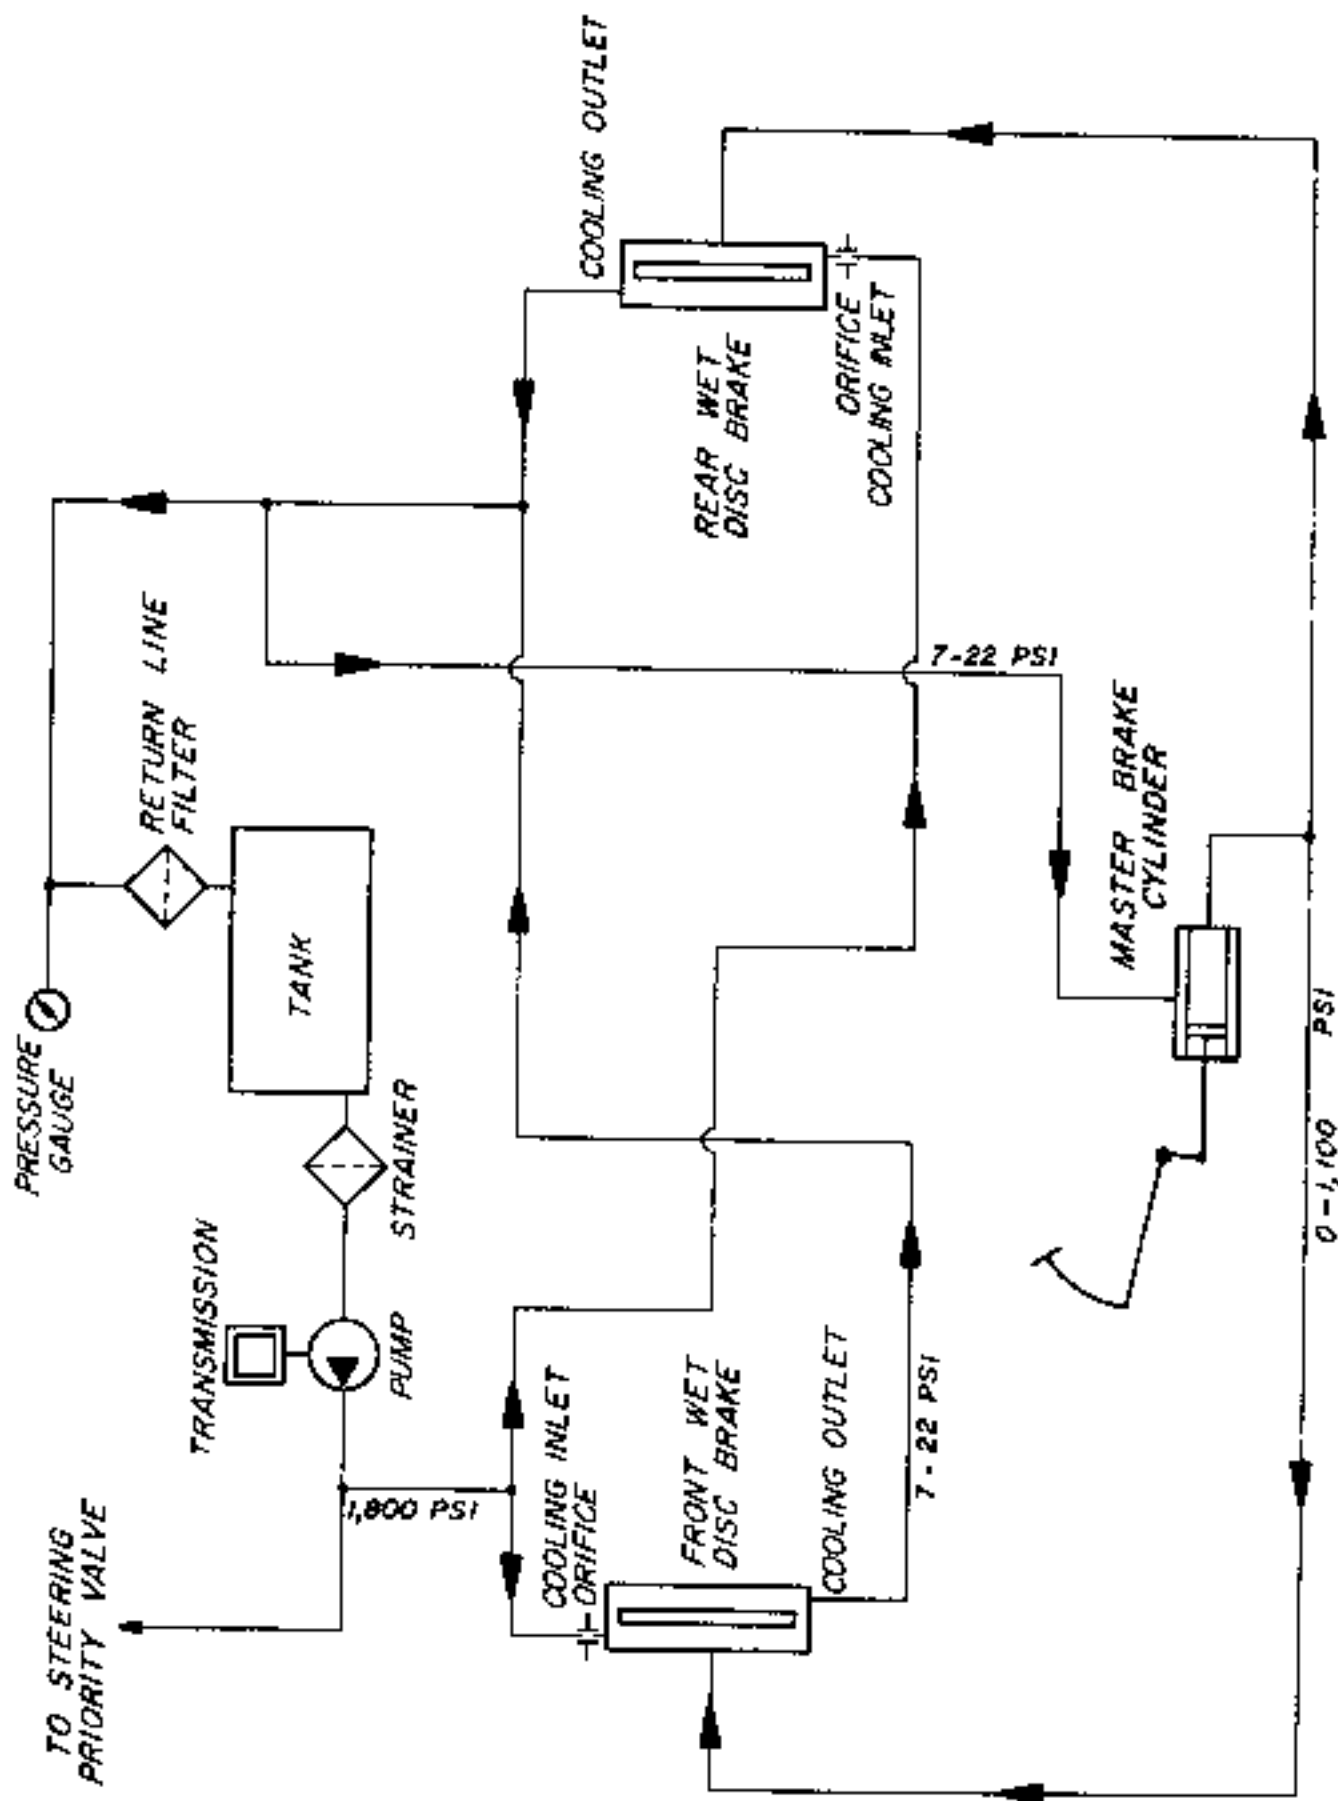 TO STEERING
PRIORITY VALVE
TRANSMISSION
PRESSURE
GAUGE
RETURN LINE
FILTER
TANK
STRAINER
PUMP
1,800 PSI
COOLING INLET
ORIFICE
FRONT WET
DISC BRAKE
COOLING OUTLET
7-22 PSI
COOLING OUTLET
REAR WET
DISC BRAKE
ORIFICE
COOLING INLET
7-22 PSI
MASTER BRAKE
CYLINDER
0-1,100 PSI